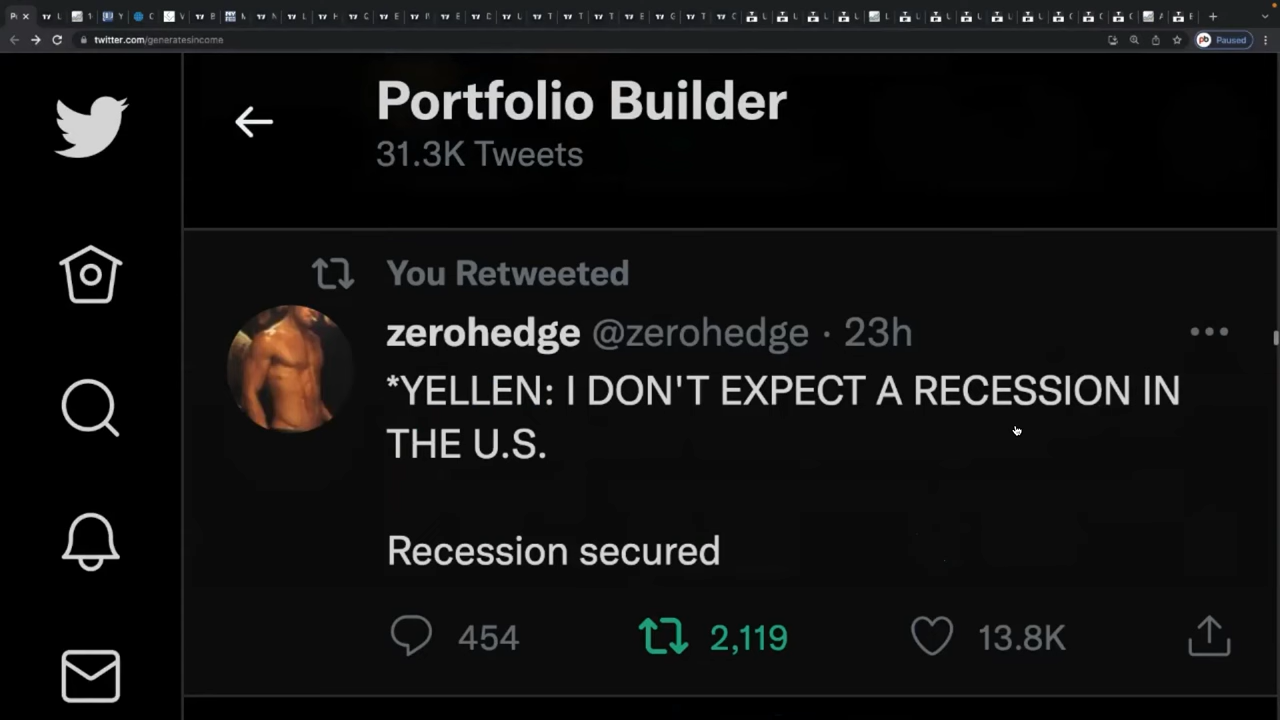 twitter.com/generatesincome
pb Paused
Portfolio Builder
31.3K Tweets
You Retweeted
zerohedge @zerohedge · 23h
*YELLEN: I DON'T EXPECT A RECESSION IN
THE U.S.
Recession secured
454 2,119 13.8K